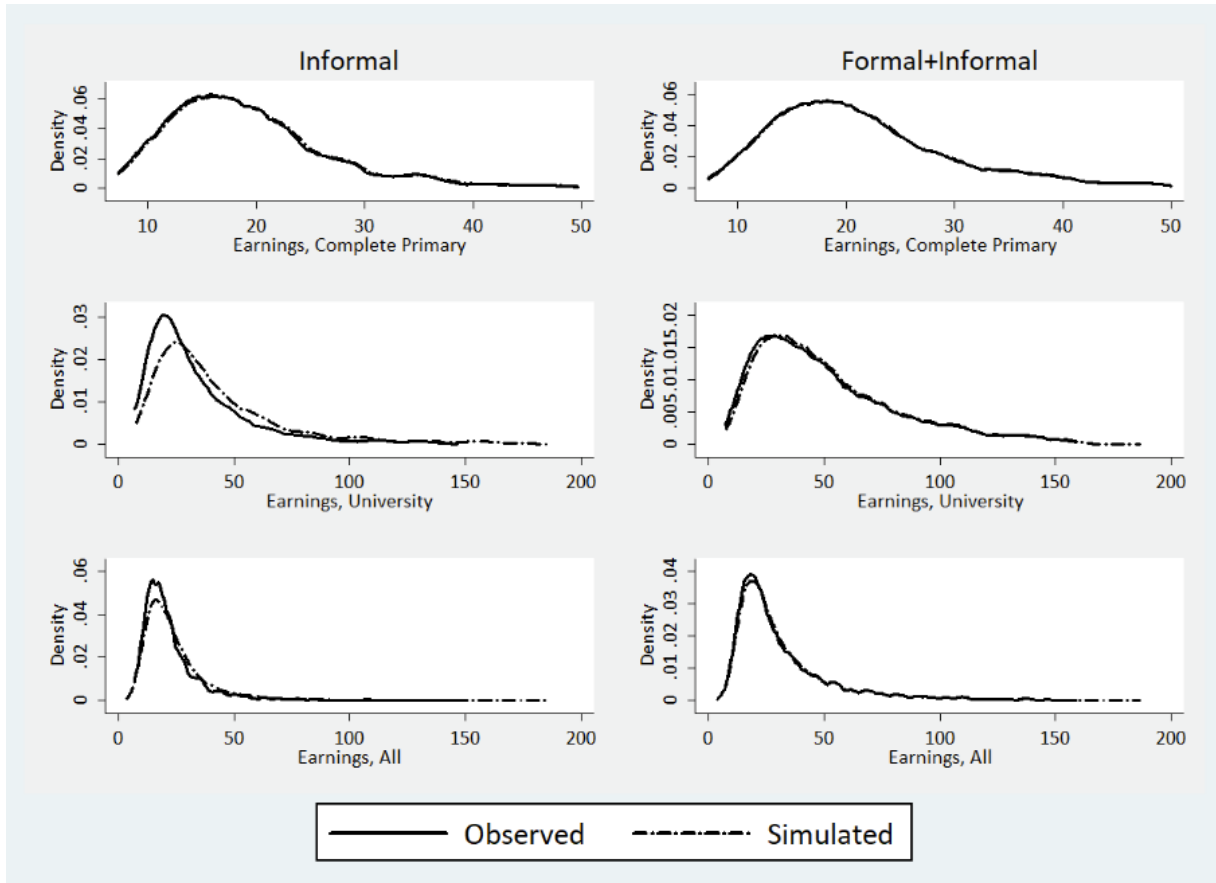 Informal
Density
0 .02 .04 .06
10 20 30 40 50
Earnings, Complete Primary
Formal+Informal
Density
0 .02 .04 .06
10 20 30 40 50
Earnings, Complete Primary
Density
0 .01 .02 .03
0 50 100 150 200
Earnings, University
Density
0 .005 .01 .015 .02
0 50 100 150 200
Earnings, University
Density
0 .02 .04 .06
0 50 100 150 200
Earnings, All
Density
0 .01 .02 .03 .04
0 50 100 150 200
Earnings, All
Observed Simulated